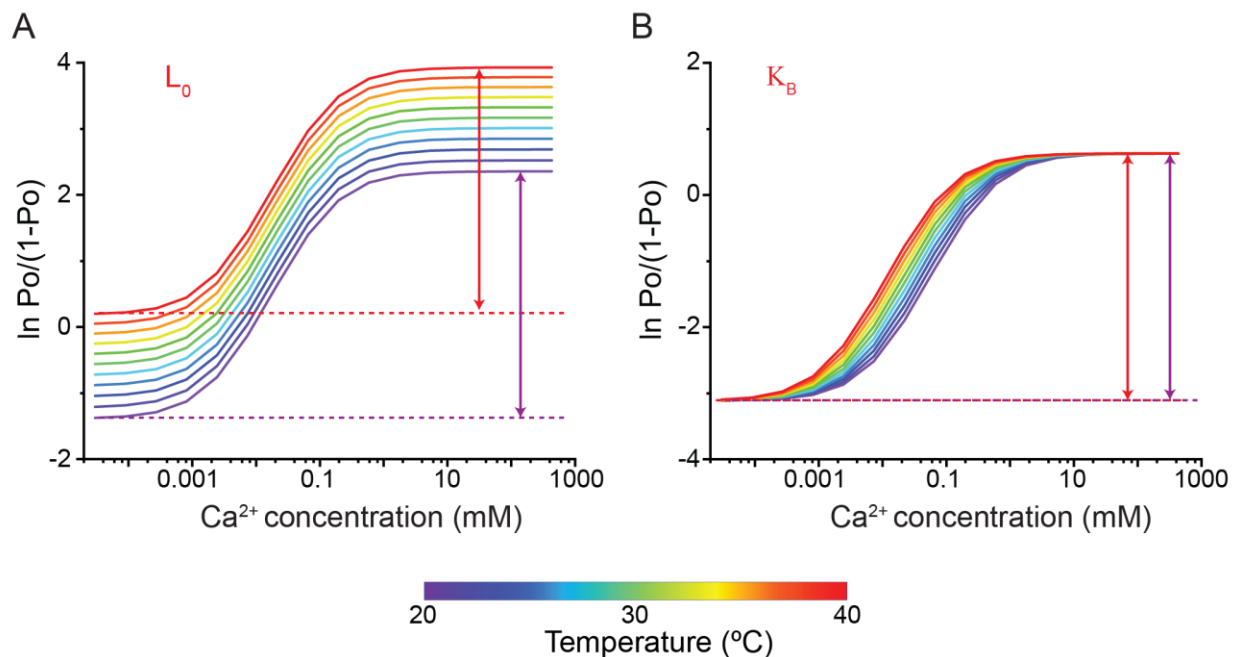 A
B
L₀
K_B
4
2
0
-2
ln Po/(1-Po)
0.001
0.1
10
1000
Ca²⁺ concentration (mM)
2
0
-2
-4
ln Po/(1-Po)
0.001
0.1
10
1000
Ca²⁺ concentration (mM)
20
30
40
Temperature (ºC)